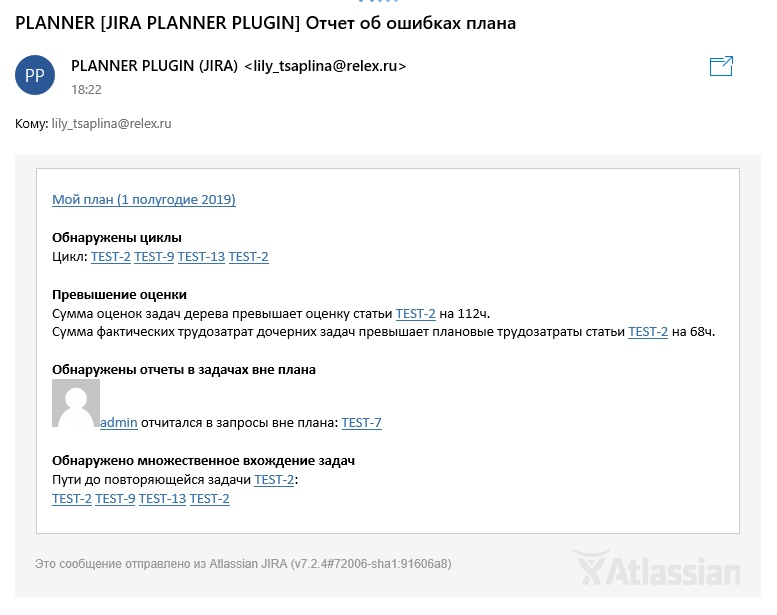 PLANNER [JIRA PLANNER PLUGIN] Отчет об ошибках плана
PP
PLANNER PLUGIN (JIRA) <lily_tsaplina@relex.ru>
18:22
Кому: lily_tsaplina@relex.ru
Мой план (1 полугодие 2019)
Обнаружены циклы
Цикл: TEST-2 TEST-9 TEST-13 TEST-2
Превышение оценки
Сумма оценок задач дерева превышает оценку статьи TEST-2 на 112ч.
Сумма фактических трудозатрат дочерних задач превышает плановые трудозатраты статьи TEST-2 на 68ч.
Обнаружены отчеты в задачах вне плана
admin отчитался в запросы вне плана: TEST-7
Обнаружено множественное вхождение задач
Пути до повторяющейся задачи TEST-2:
TEST-2 TEST-9 TEST-13 TEST-2
Это сообщение отправлено из Atlassian JIRA (v7.2.4#72006-sha1:91606a8)
Atlassian